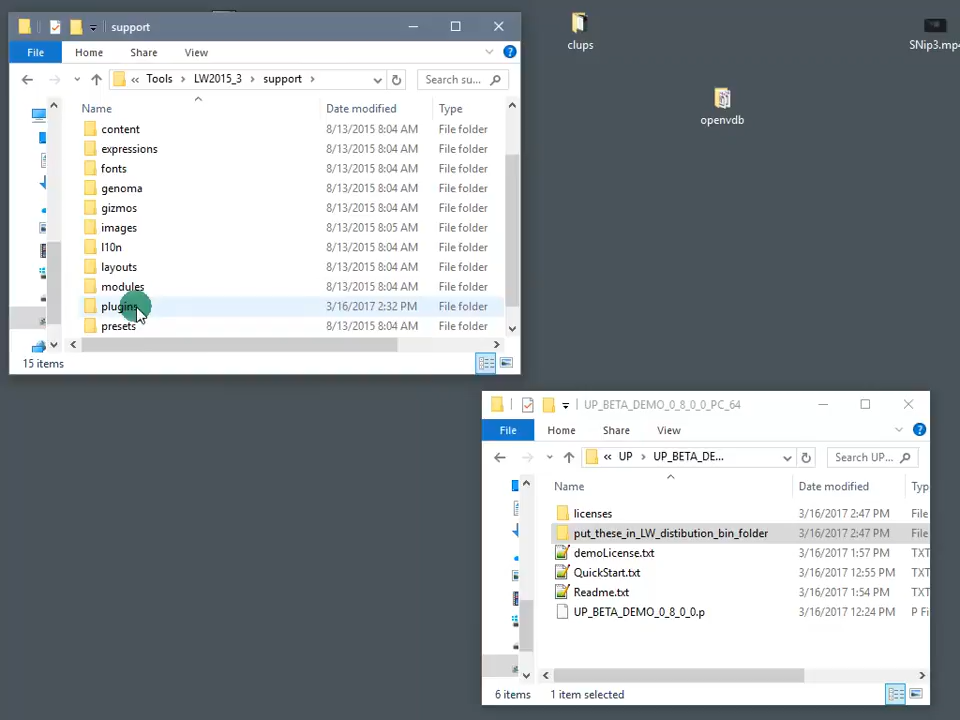 support
File Home Share View
« Tools > LW2015_3 > support > Search su...
Name Date modified Type
content 8/13/2015 8:04 AM File folder
expressions 8/13/2015 8:04 AM File folder
fonts 8/13/2015 8:04 AM File folder
genoma 8/13/2015 8:04 AM File folder
gizmos 8/13/2015 8:04 AM File folder
images 8/13/2015 8:05 AM File folder
l10n 8/13/2015 8:04 AM File folder
layouts 8/13/2015 8:04 AM File folder
modules 8/13/2015 8:04 AM File folder
plugins 3/16/2017 2:32 PM File folder
presets 8/13/2015 8:04 AM File folder
15 items
clups
SNip3.mp4
openvdb
UP_BETA_DEMO_0_8_0_0_PC_64
File Home Share View
« UP > UP_BETA_DE... Search UP...
Name Date modified Typ
licenses 3/16/2017 2:47 PM File
put_these_in_LW_distibution_bin_folder 3/16/2017 2:47 PM File
demoLicense.txt 3/16/2017 1:57 PM TXT
QuickStart.txt 3/16/2017 12:55 PM TXT
Readme.txt 3/16/2017 1:54 PM TXT
UP_BETA_DEMO_0_8_0_0.p 3/16/2017 12:24 PM P Fi
6 items 1 item selected